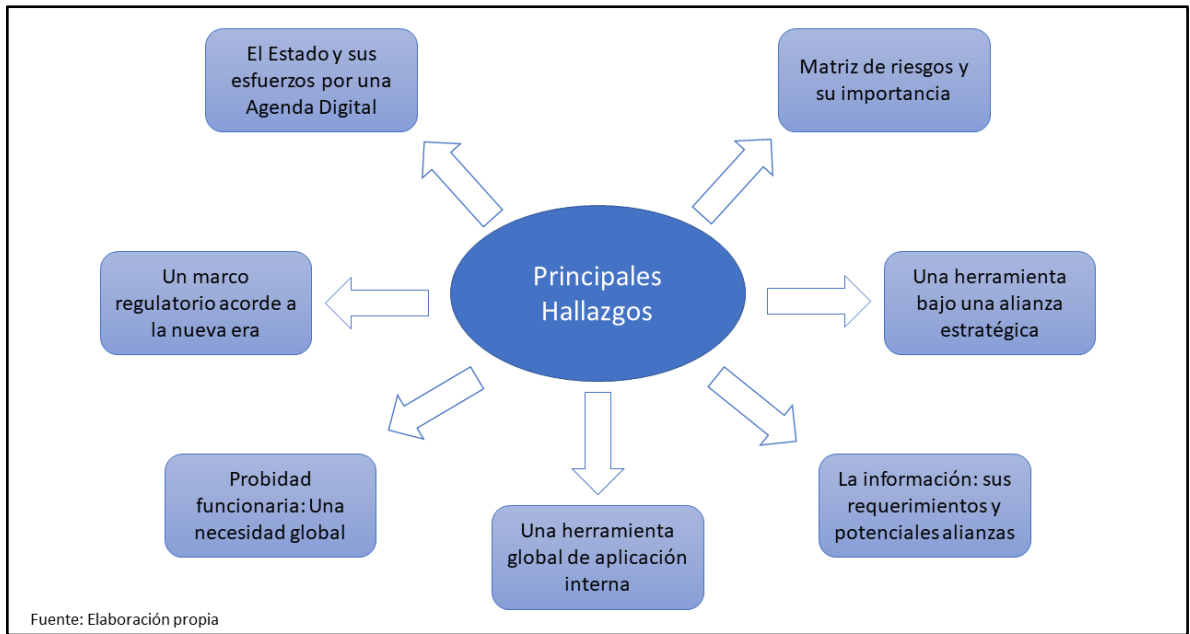 El Estado y sus
esfuerzos por una
Agenda Digital
Matriz de riesgos y
su importancia
Principales
Hallazgos
Un marco
regulatorio acorde a
la nueva era
Una herramienta
bajo una alianza
estratégica
Probidad
funcionaria: Una
necesidad global
Una herramienta
global de aplicación
interna
La información: sus
requerimientos y
potenciales alianzas
Fuente: Elaboración propia